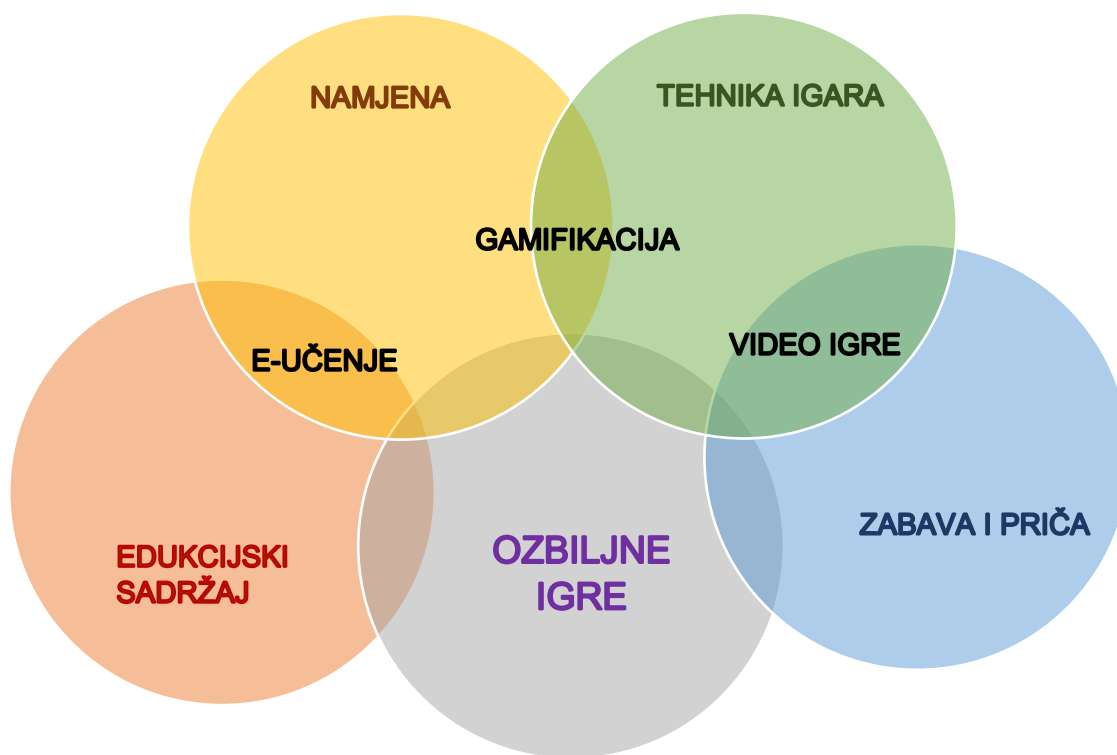 NAMJENA
TEHNIKA IGARA
GAMIFIKACIJA
VIDEO IGRE
E-UČENJE
ZABAVA I PRIČA
EDUKCIJSKI
SADRŽAJ
OZBILJNE
IGRE